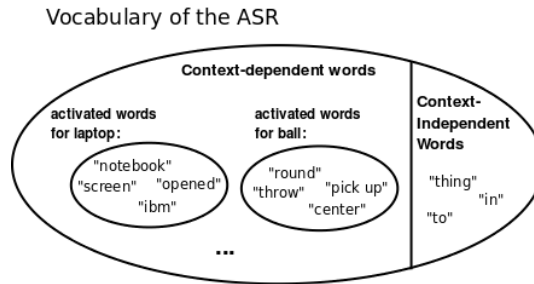 Vocabulary of the ASR
Context-dependent words
activated words
for laptop:
"notebook"
"screen" "opened"
"ibm"
activated words
for ball:
"round"
"throw" "pick up"
"center"
...
Context-
Independent
Words
"thing"
"in"
"to"